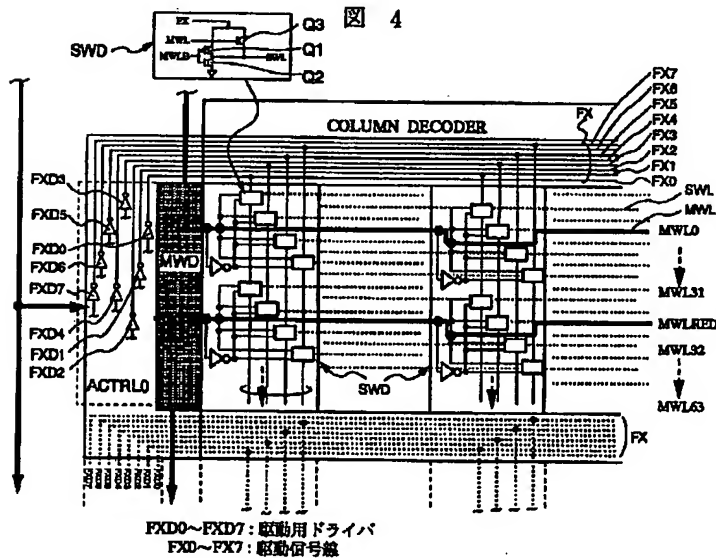 図 4
FX
MWL
MWLB
SWD
Q3
Q1
Q2
SWL
FX7
FX6
FX5
FX4
FX3
FX2
FX1
FX0
FX
COLUMN DECODER
FXD3
FXD5
FXD0
FXD6
FXD7
FXD4
FXD1
FXD2
ACTRL0
MWD
SWL
MWL
MWL0
MWL31
MWLRED
MWL32
MWL63
SWD
FX
FXD0～FXD7：駆動用ドライバ
FX0～FX7：駆動信号線